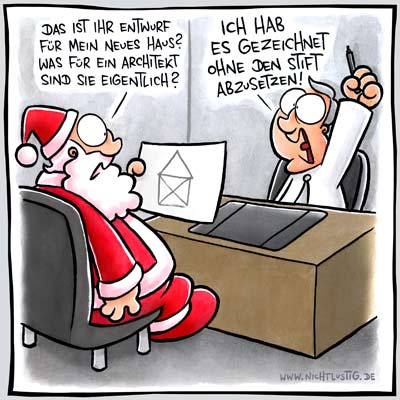 DAS IST IHR ENTWURF
FÜR MEIN NEUES HAUS?
WAS FÜR EIN ARCHITEKT
SIND SIE EIGENTLICH?
ICH HAB
ES GEZEICHNET
OHNE DEN STIFT
ABZUSETZEN!
WWW.NICHTLUSTIG.DE